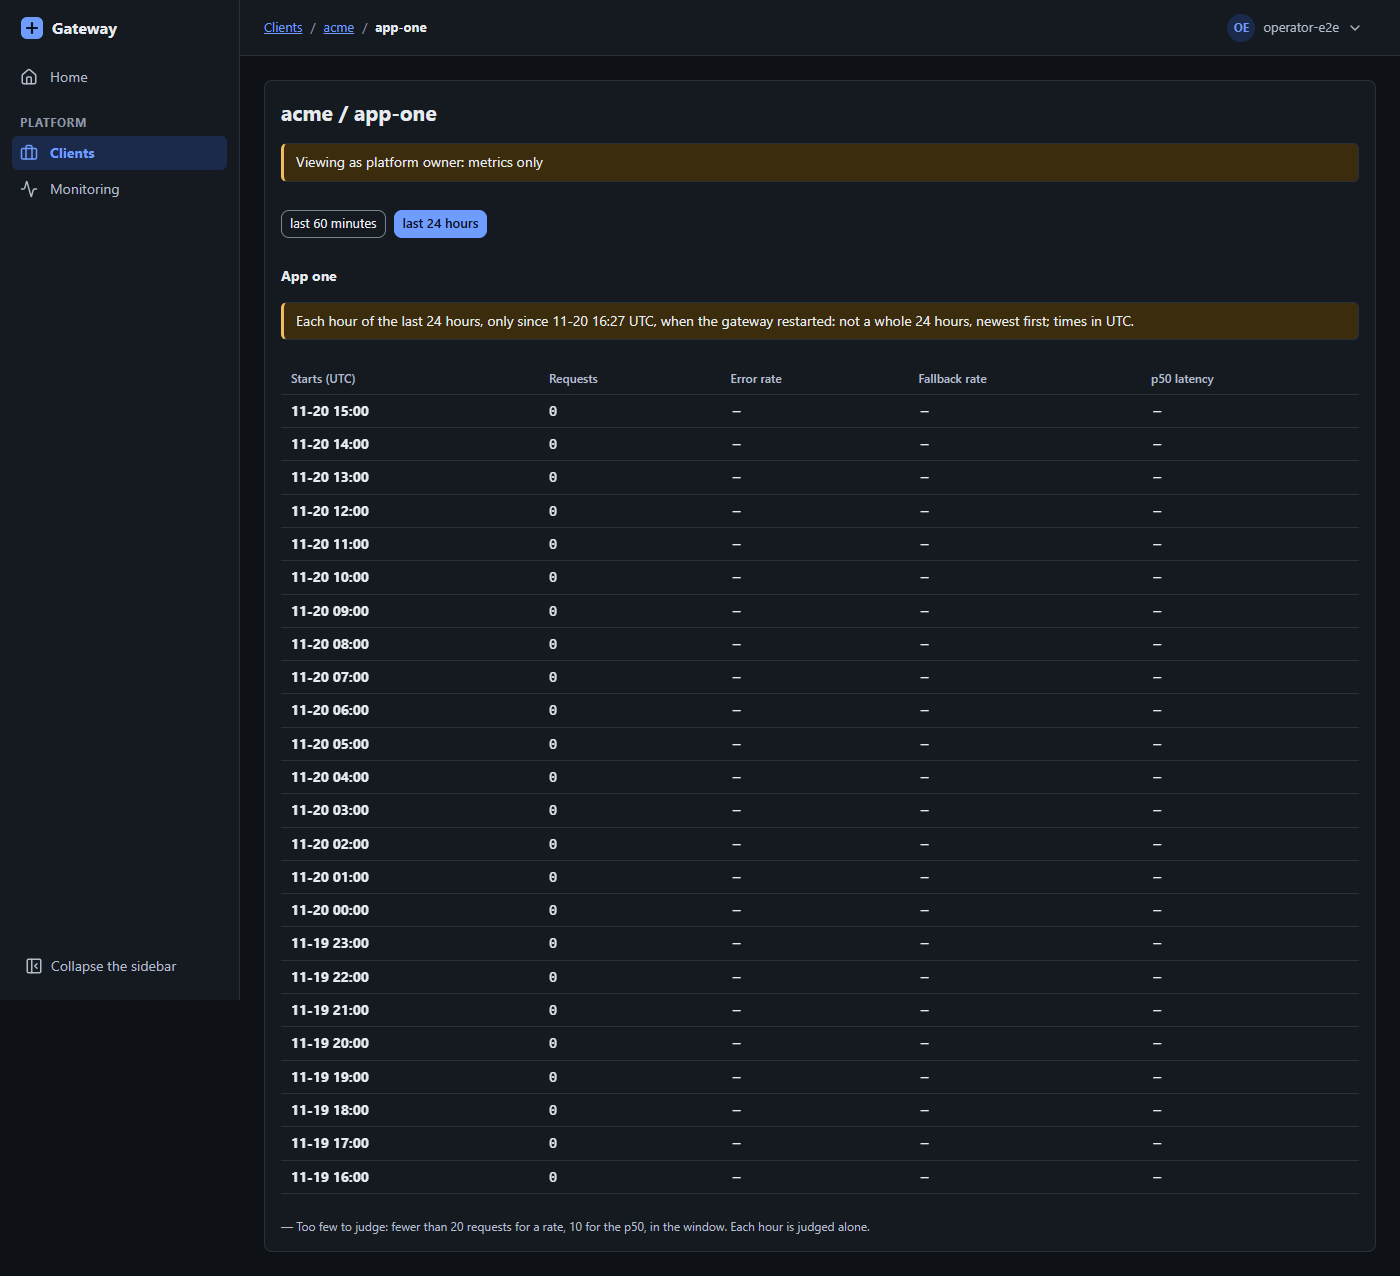 Gateway
Clients / acme / app-one
OE operator-e2e
Home
PLATFORM
Clients
Monitoring
Collapse the sidebar
acme / app-one
Viewing as platform owner: metrics only
last 60 minutes last 24 hours
App one
Each hour of the last 24 hours, only since 11-20 16:27 UTC, when the gateway restarted: not a whole 24 hours, newest first; times in UTC.
Starts (UTC) Requests Error rate Fallback rate p50 latency
11-20 15:00 0 — — —
11-20 14:00 0 — — —
11-20 13:00 0 — — —
11-20 12:00 0 — — —
11-20 11:00 0 — — —
11-20 10:00 0 — — —
11-20 09:00 0 — — —
11-20 08:00 0 — — —
11-20 07:00 0 — — —
11-20 06:00 0 — — —
11-20 05:00 0 — — —
11-20 04:00 0 — — —
11-20 03:00 0 — — —
11-20 02:00 0 — — —
11-20 01:00 0 — — —
11-20 00:00 0 — — —
11-19 23:00 0 — — —
11-19 22:00 0 — — —
11-19 21:00 0 — — —
11-19 20:00 0 — — —
11-19 19:00 0 — — —
11-19 18:00 0 — — —
11-19 17:00 0 — — —
11-19 16:00 0 — — —
— Too few to judge: fewer than 20 requests for a rate, 10 for the p50, in the window. Each hour is judged alone.